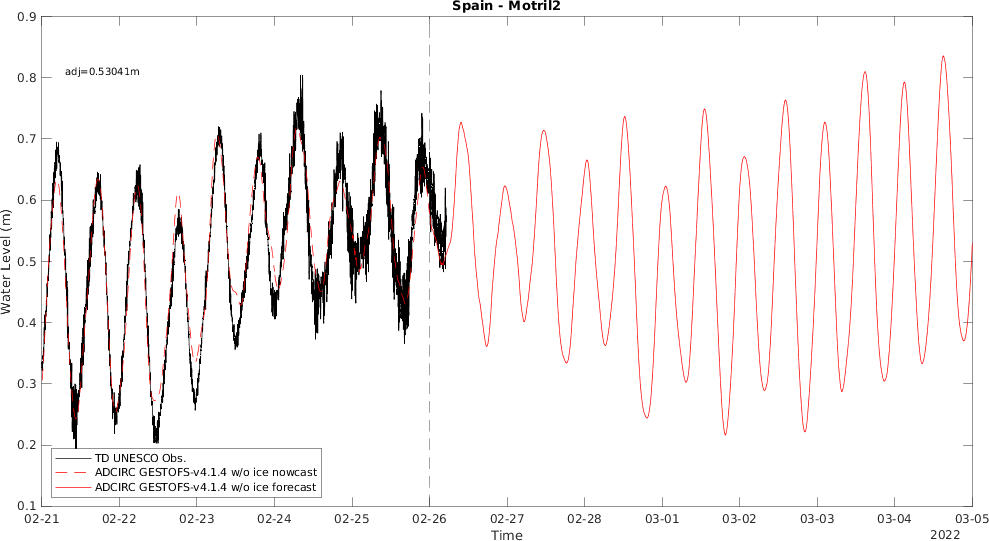 Spain - Motril2
0.9
0.8
0.7
0.6
0.5
0.4
0.3
0.2
0.1
Water Level (m)
adj=0.53041m
TD UNESCO Obs.
ADCIRC GESTOFS-v4.1.4 w/o ice nowcast
ADCIRC GESTOFS-v4.1.4 w/o ice forecast
02-21 02-22 02-23 02-24 02-25 02-26 02-27 02-28 03-01 03-02 03-03 03-04 03-05
Time
2022